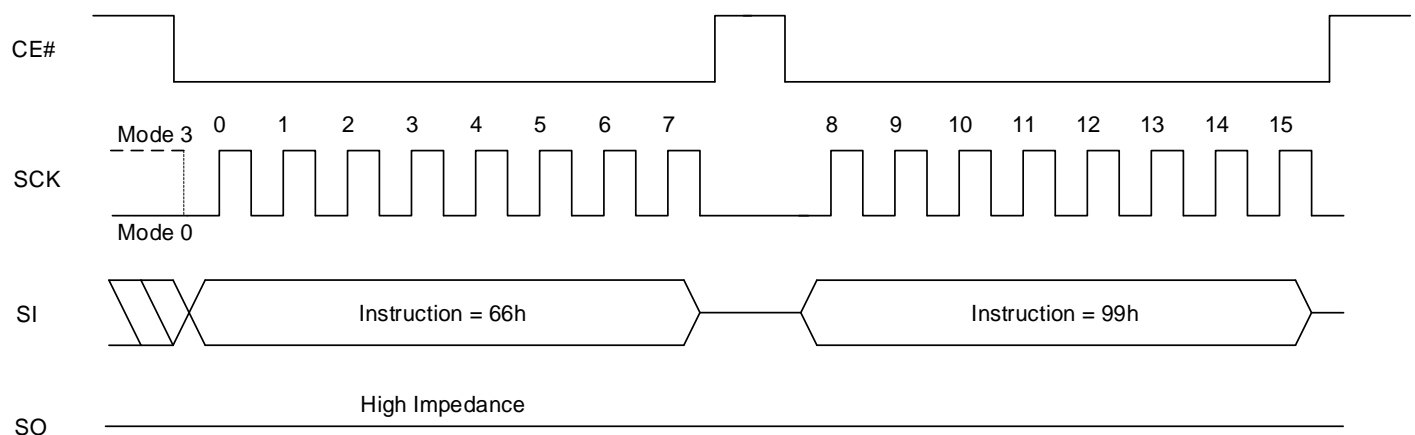 CE#
Mode 3
0 1 2 3 4 5 6 7 8 9 10 11 12 13 14 15
SCK
Mode 0
SI
Instruction = 66h
Instruction = 99h
High Impedance
SO